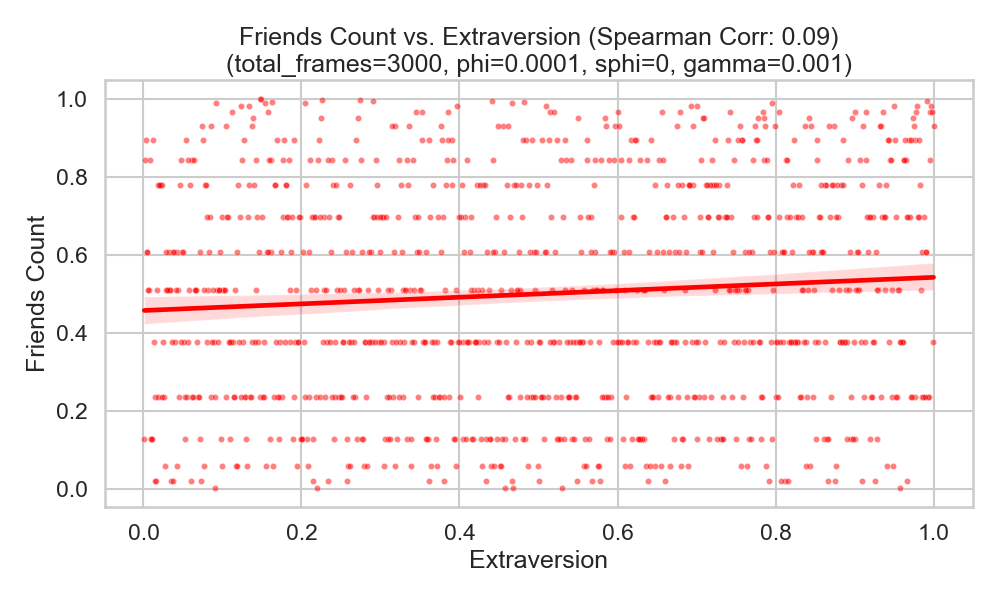 Friends Count vs. Extraversion (Spearman Corr: 0.09)
(total_frames=3000, phi=0.0001, sphi=0, gamma=0.001)
1.0
0.8
0.6
0.4
0.2
0.0
Friends Count
0.0 0.2 0.4 0.6 0.8 1.0
Extraversion